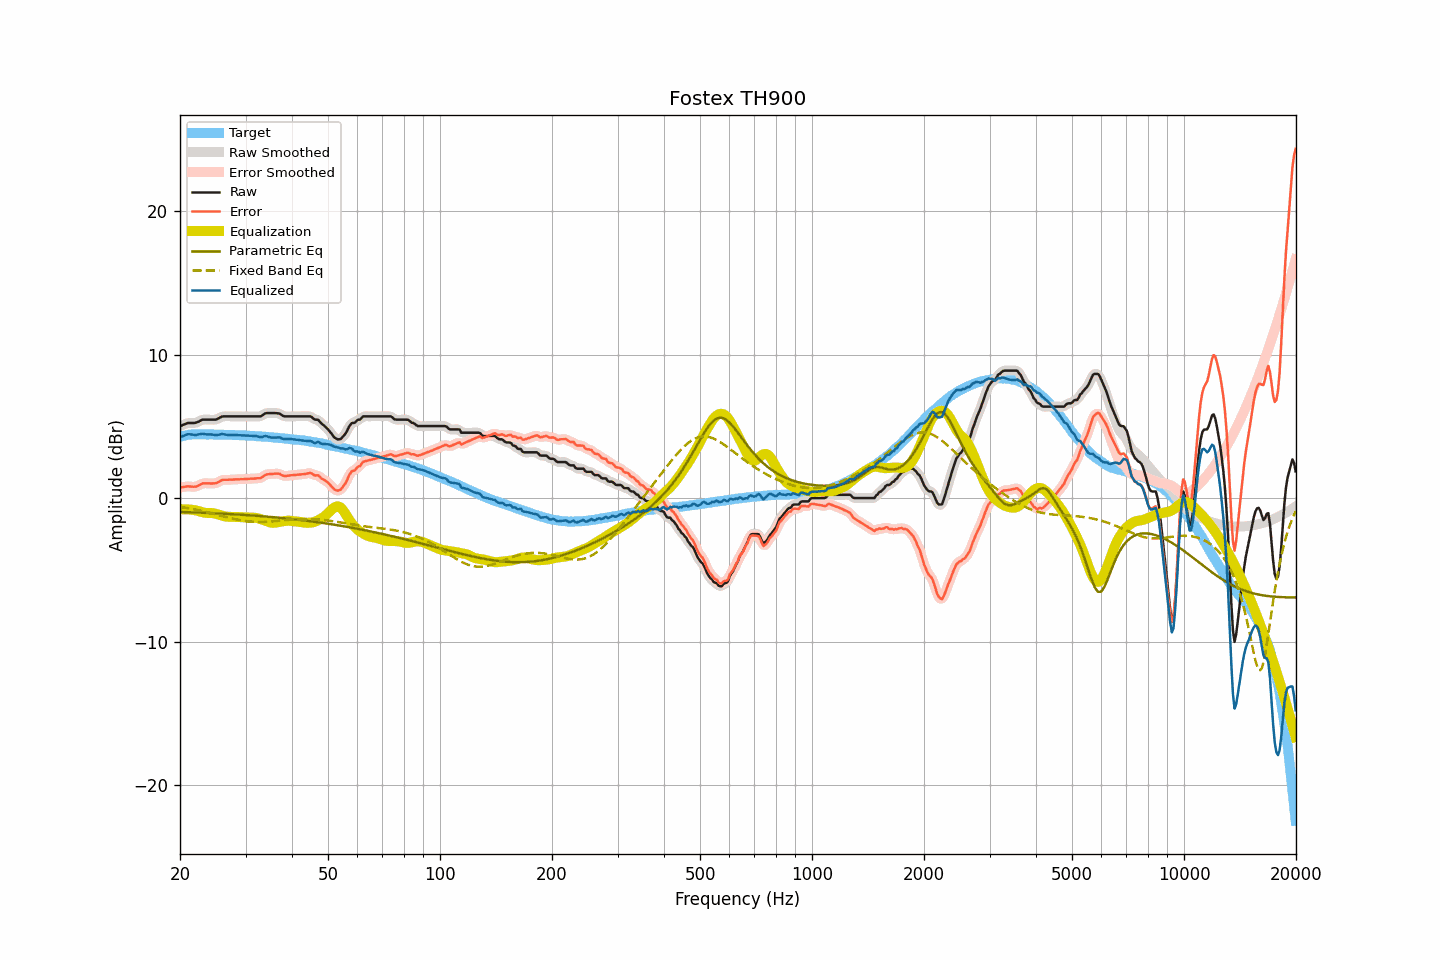 Fostex TH900
Target
Raw Smoothed
Error Smoothed
Raw
Error
Equalization
Parametric Eq
Fixed Band Eq
Equalized
20
10
0
−10
−20
Amplitude (dBr)
20 50 100 200 500 1000 2000 5000 10000 20000
Frequency (Hz)